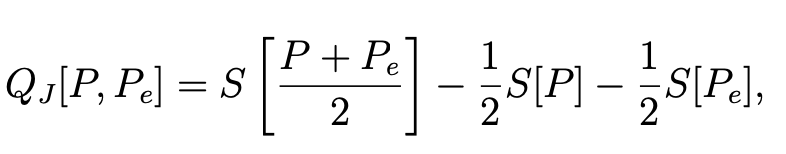 $Q_J[P, P_e] = S\left[\frac{P + P_e}{2}\right] - \frac{1}{2}S[P] - \frac{1}{2}S[P_e],$